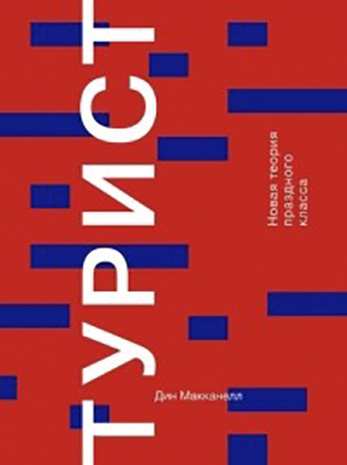 ТУРИСТ
Новая теория
праздного
класса
Дин Макканелл